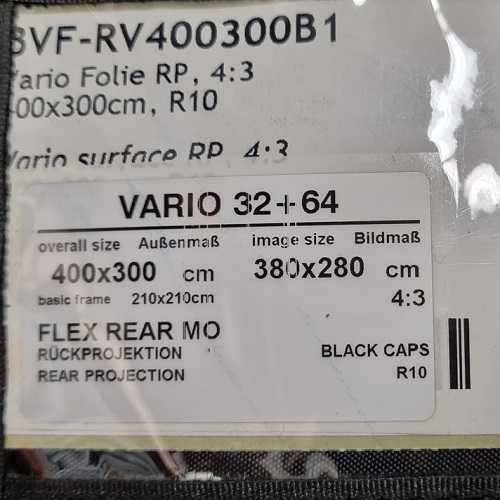 BVF-RV400300B1
Vario Folie RP, 4:3
400x300cm, R10
Vario surface RP, 4:3
VARIO 32+64
overall size Außenmaß image size Bildmaß
400x300 cm 380x280 cm
basic frame 210x210cm 4:3
FLEX REAR MO
RÜCKPROJEKTION BLACK CAPS
REAR PROJECTION R10